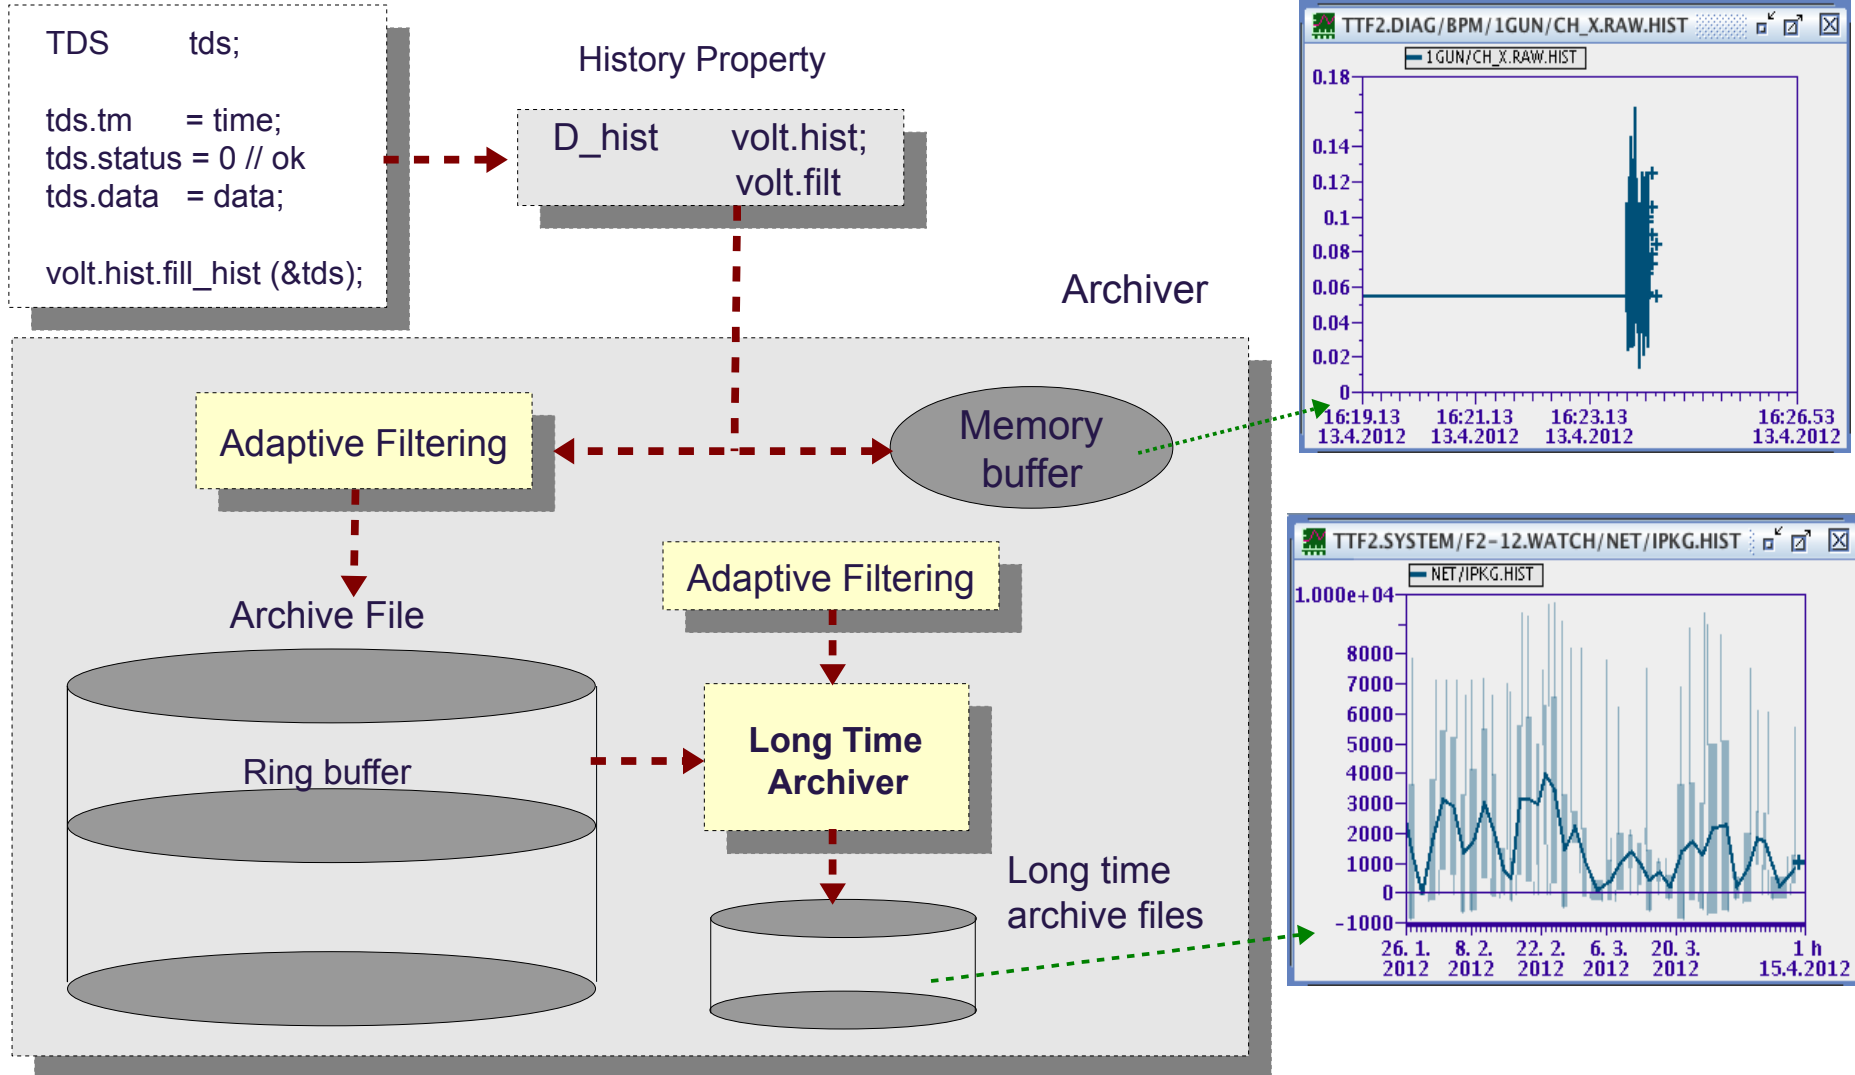 TDS tds;
tds.tm = time;
tds.status = 0 // ok
tds.data = data;
volt.hist.fill_hist (&tds);
History Property
D_hist volt.hist;
volt.filt
Archiver
Adaptive Filtering
Memory
buffer
Archive File
Ring buffer
Adaptive Filtering
Long Time
Archiver
Long time
archive files
TTF2.DIAG/BPM/1GUN/CH_X.RAW.HIST
1GUN/CH_X.RAW.HIST
0.18
0.14
0.12
0.1
0.08
0.06
0.04
0.02
0
16:19.13 16:21.13 16:23.13 16:26.53
13.4.2012 13.4.2012 13.4.2012 13.4.2012
TTF2.SYSTEM/F2-12.WATCH/NET/IPKG.HIST
NET/IPKG.HIST
1.000e+04
8000
7000
6000
5000
4000
3000
2000
1000
0
-1000
26. 1. 8. 2. 22. 2. 6. 3. 20. 3. 1 h
2012 2012 2012 2012 2012 15.4.2012